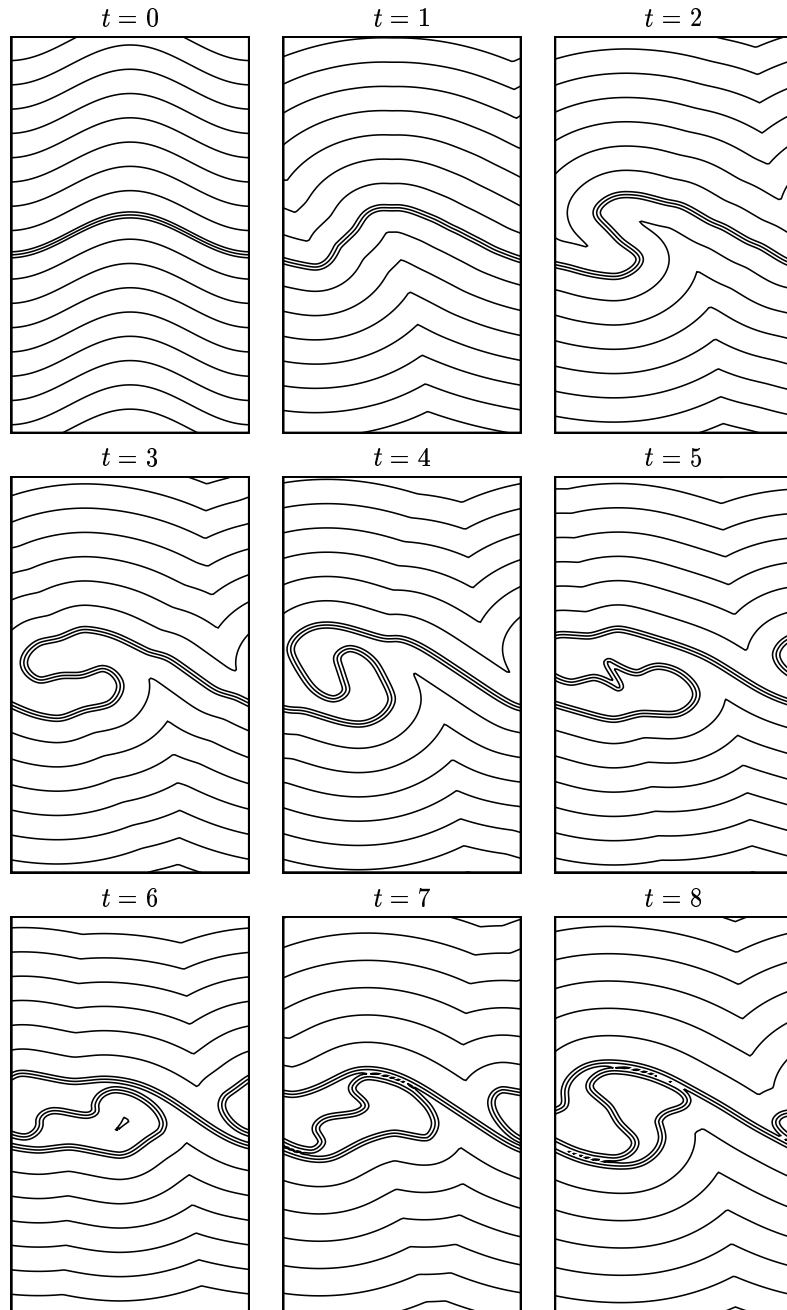 t = 0
t = 1
t = 2
t = 3
t = 4
t = 5
t = 6
t = 7
t = 8